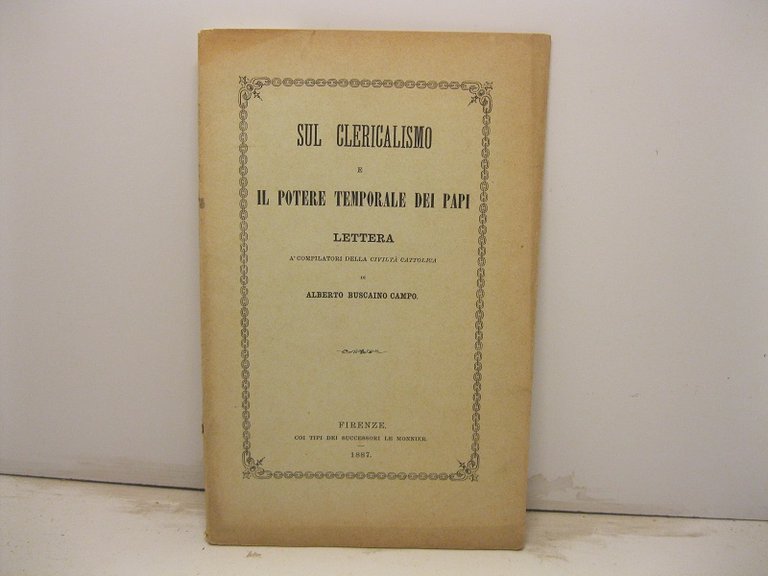 SUL CLERICALISMO
E
IL POTERE TEMPORALE DEI PAPI
LETTERA
A' COMPILATORI DELLA CIVILTÀ CATTOLICA
DI
ALBERTO BUSCAINO CAMPO.
FIRENZE,
COI TIPI DEI SUCCESSORI LE MONNIER.
1887.